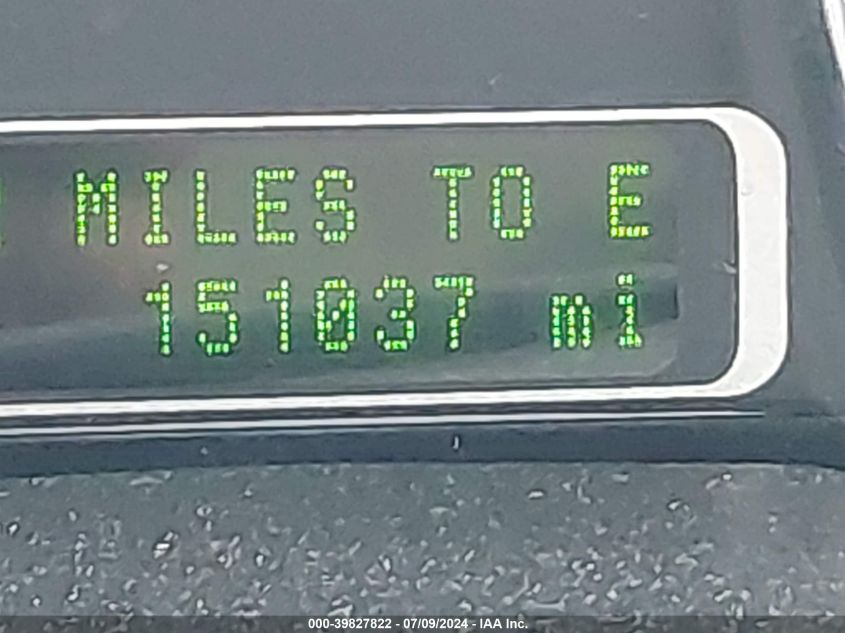 MILES TO E
151037 mi
000-39827822 - 07/09/2024 - IAA Inc.